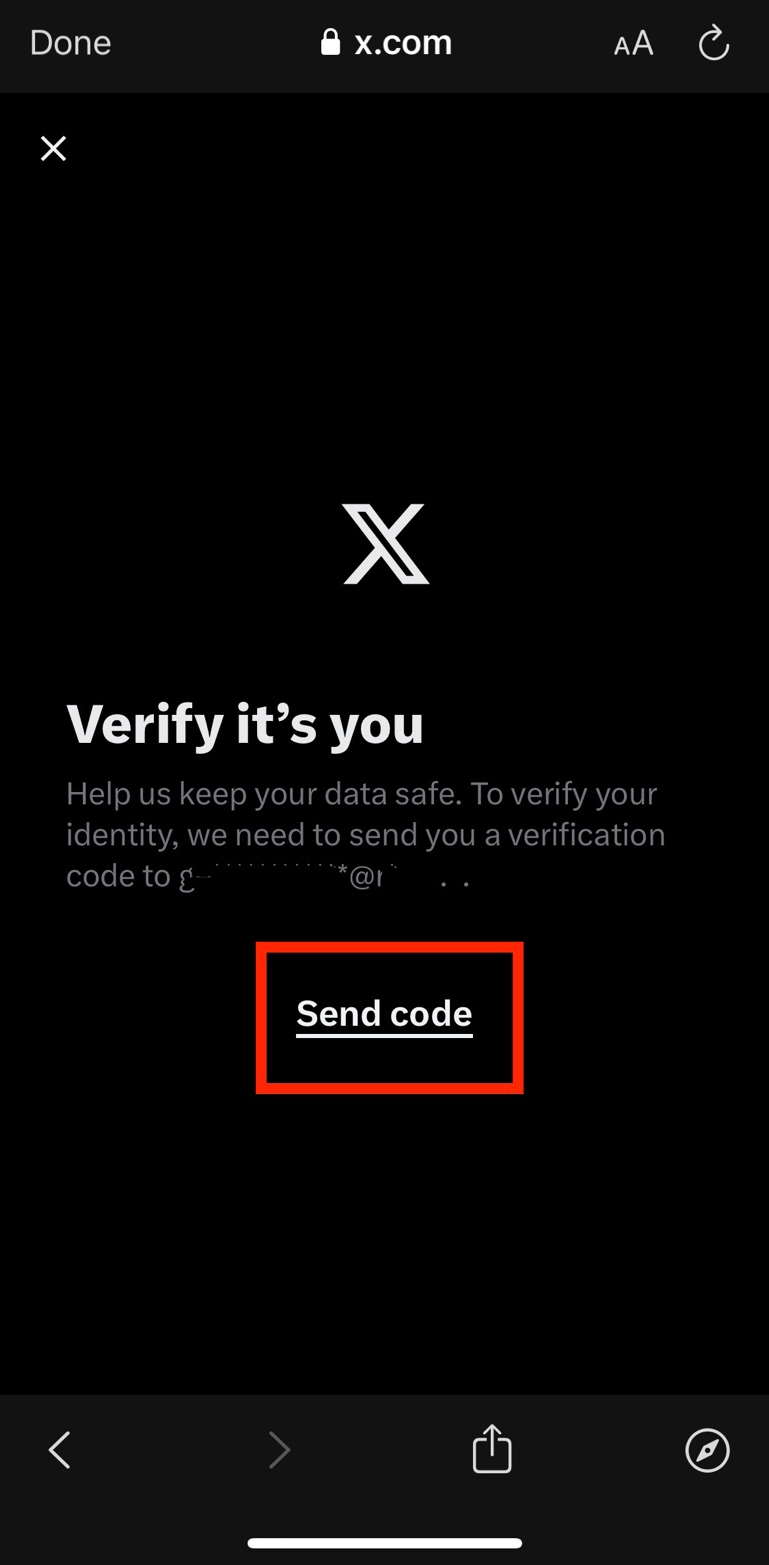 Done
x.com
AA
X
Verify it's you
Help us keep your data safe. To verify your
identity, we need to send you a verification
code to
Send code